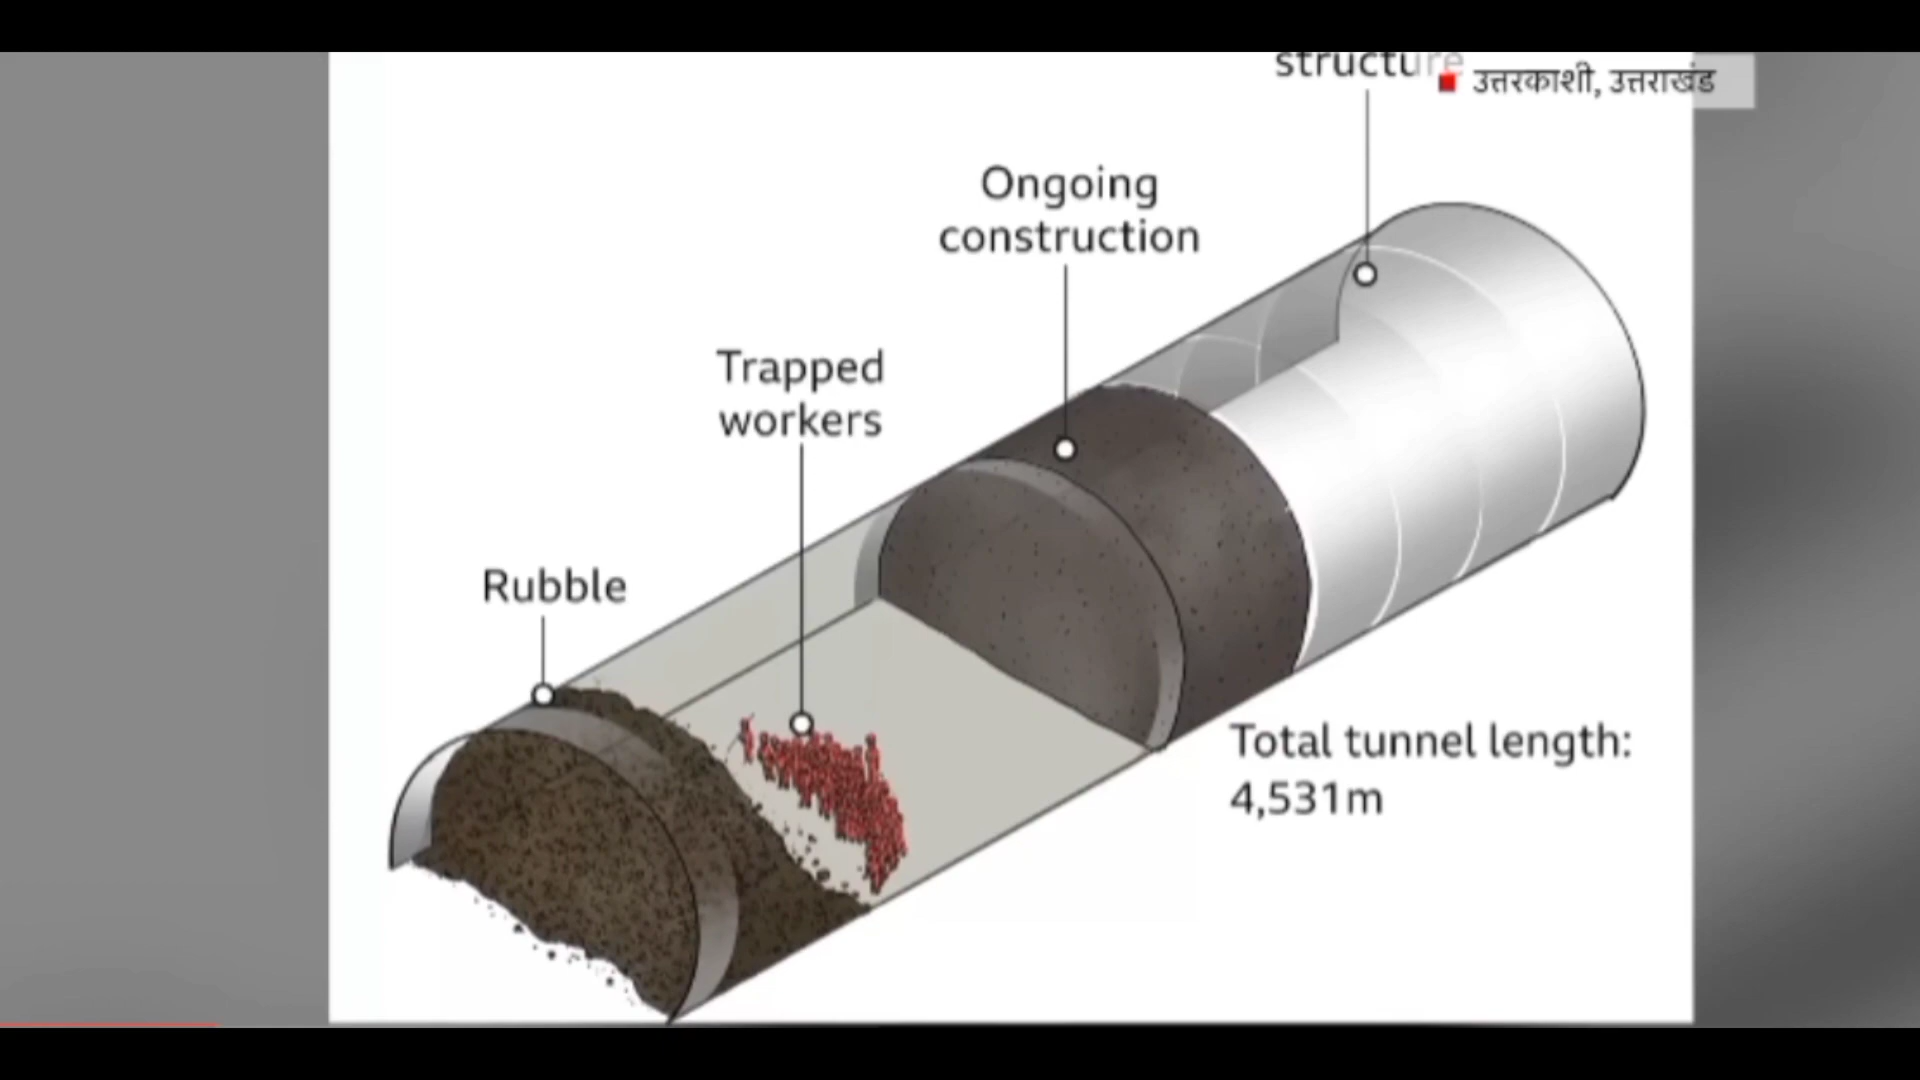 structure
उत्तरकाशी, उत्तराखंड
Ongoing
construction
Trapped
workers
Rubble
Total tunnel length:
4,531m